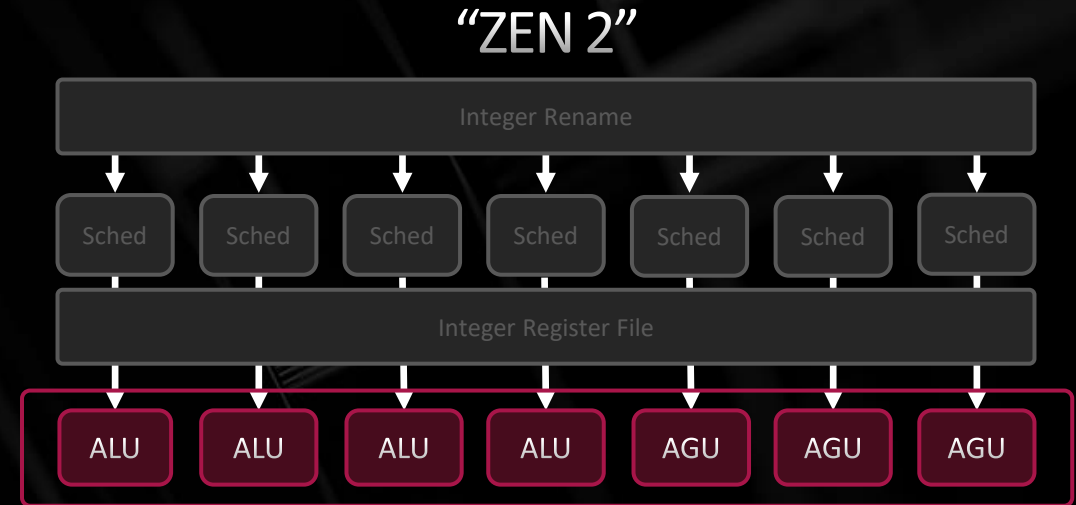 “ZEN 2”
Integer Rename
Sched Sched Sched Sched Sched Sched Sched
Integer Register File
ALU ALU ALU ALU AGU AGU AGU